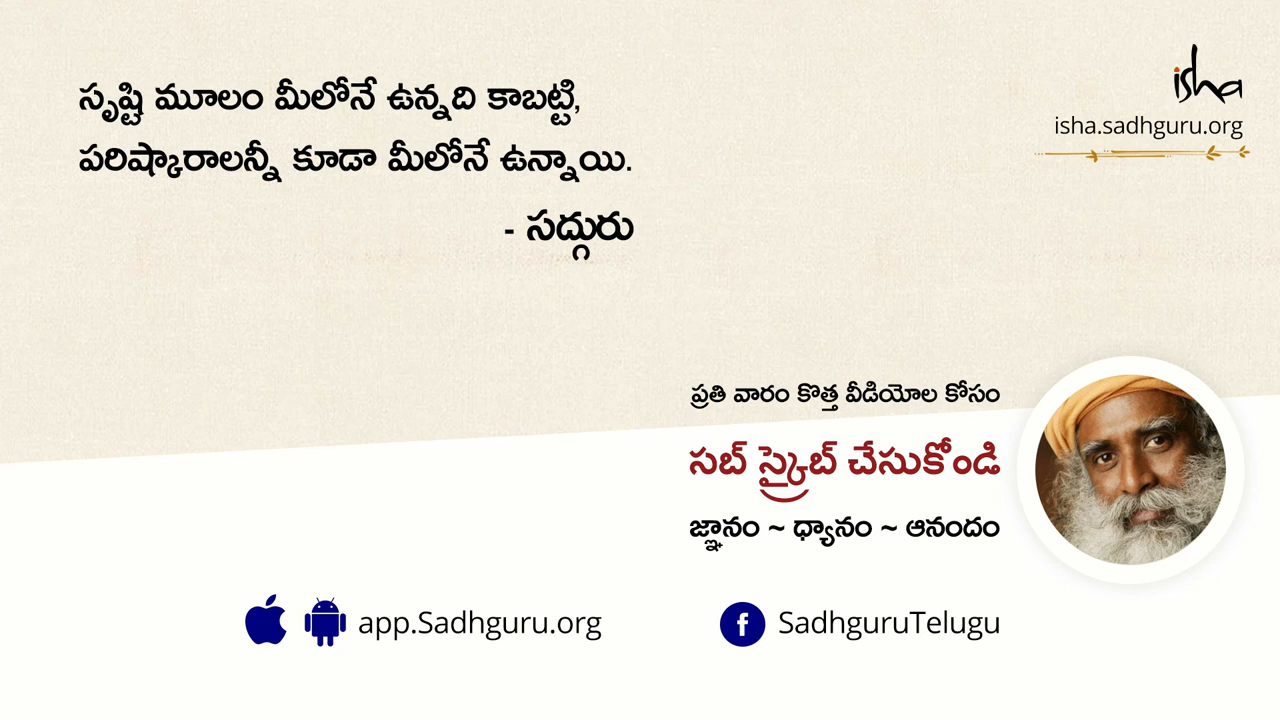 సృష్టి మూలం మీలోనే ఉన్నది కాబట్టి,
పరిష్కారాలన్నీ కూడా మీలోనే ఉన్నాయి.
- సద్గురు
isha
isha.sadhguru.org
ప్రతి వారం కొత్త వీడియోల కోసం
సబ్ స్క్రైబ్ చేసుకోండి
జ్ఞానం ~ ధ్యానం ~ ఆనందం
app.Sadhguru.org
f SadhguruTelugu